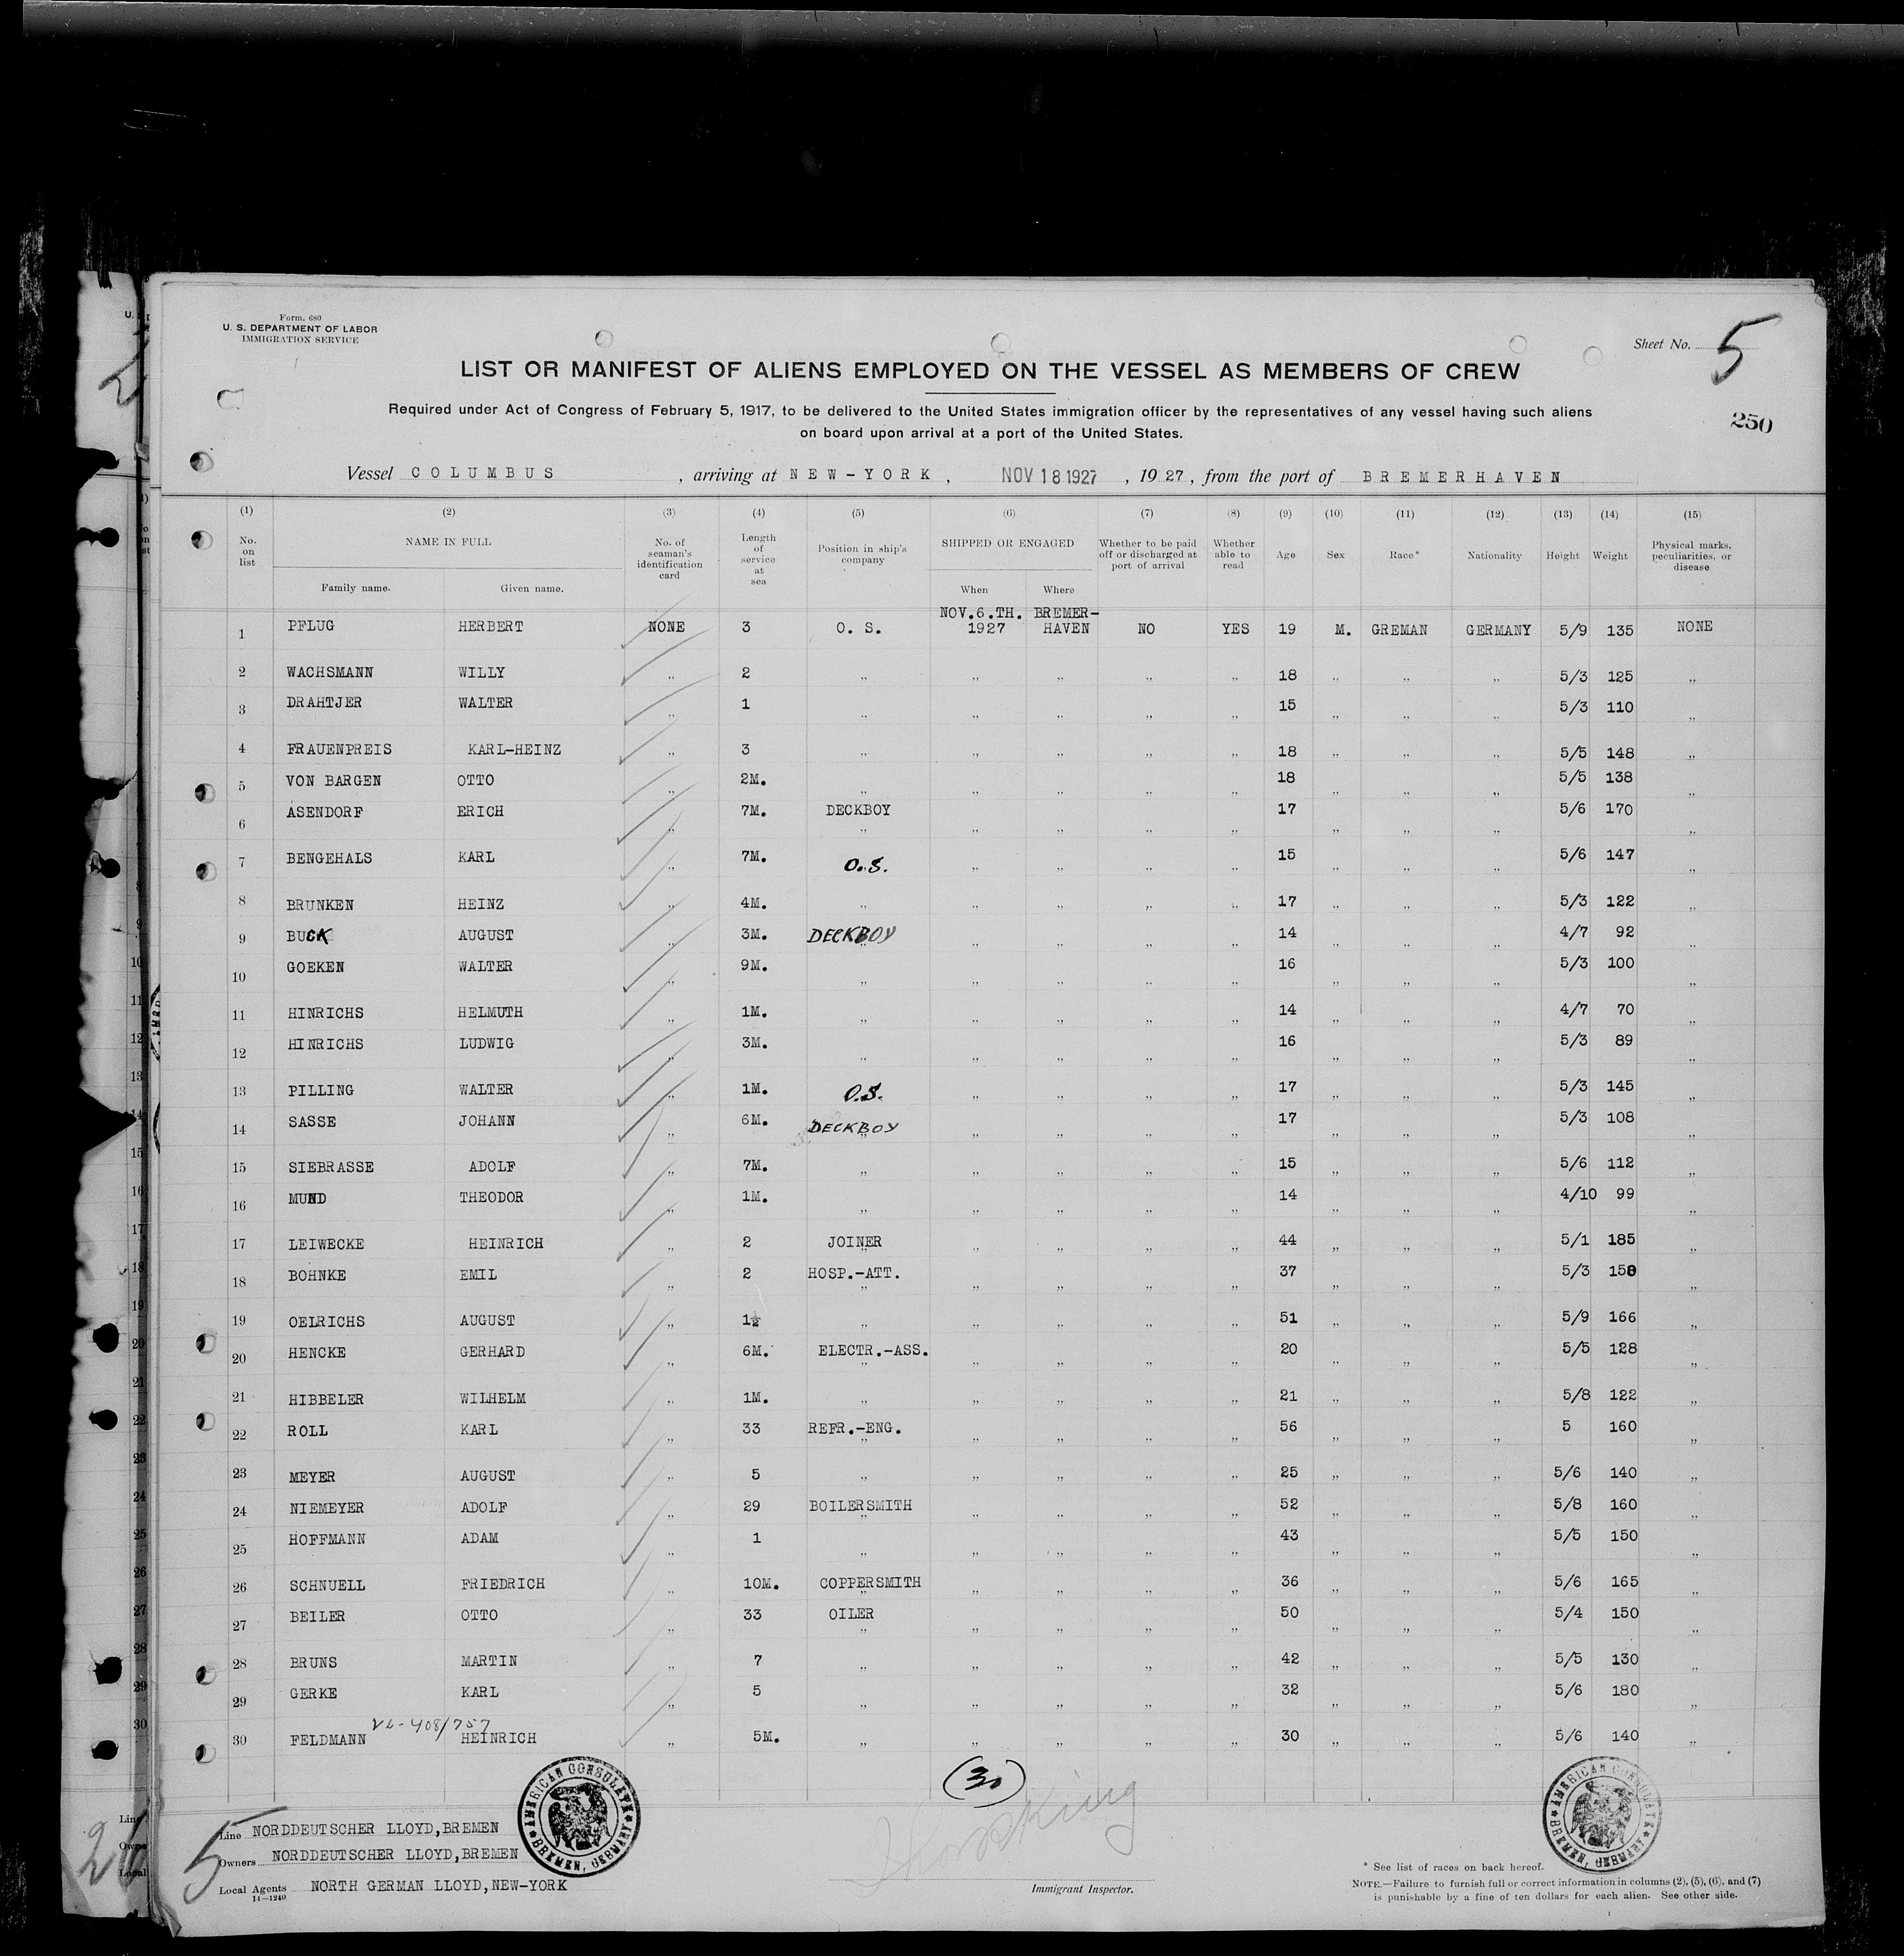 Form. 680
U. S. DEPARTMENT OF LABOR
IMMIGRATION SERVICE
Sheet No. 5
LIST OR MANIFEST OF ALIENS EMPLOYED ON THE VESSEL AS MEMBERS OF CREW
Required under Act of Congress of February 5, 1917, to be delivered to the United States immigration officer by the representatives of any vessel having such aliens
on board upon arrival at a port of the United States.
250
Vessel COLUMBUS, arriving at NEW-YORK, NOV 18 1927, 1927, from the port of BREMERHAVEN
(1) (2) (3) (4) (5) (6) (7) (8) (9) (10) (11) (12) (13) (14) (15)
No. on list NAME IN FULL Family name. Given name. No. of seaman's identification card Length of service at sea Position in ship's company SHIPPED OR ENGAGED When Where Whether to be paid off or discharged at port of arrival Whether able to read Age Sex Race* Nationality Height Weight Physical marks, peculiarities, or disease
1 PFLUG HERBERT NONE 3 O. S. NOV.6.TH. 1927 BREMER-HAVEN NO YES 19 M. GREMAN GERMANY 5/9 135 NONE
2 WACHSMANN WILLY ,, 2 ,, ,, ,, ,, ,, 18 ,, ,, ,, 5/3 125 ,,
3 DRAHTJER WALTER ,, 1 ,, ,, ,, ,, ,, 15 ,, ,, ,, 5/3 110 ,,
4 FRAUENPREIS KARL-HEINZ ,, 3 ,, ,, ,, ,, ,, 18 ,, ,, ,, 5/5 148 ,,
5 VON BARGEN OTTO ,, 2M. ,, ,, ,, ,, ,, 18 ,, ,, ,, 5/5 138 ,,
6 ASENDORF ERICH ,, 7M. DECKBOY ,, ,, ,, ,, 17 ,, ,, ,, 5/6 170 ,,
7 BENGEHALS KARL ,, 7M. O.S. ,, ,, ,, ,, 15 ,, ,, ,, 5/6 147 ,,
8 BRUNKEN HEINZ ,, 4M. ,, ,, ,, ,, ,, 17 ,, ,, ,, 5/3 122 ,,
9 BUCK AUGUST ,, 3M. DECKBOY ,, ,, ,, ,, 14 ,, ,, ,, 4/7 92 ,,
10 GOEKEN WALTER ,, 9M. ,, ,, ,, ,, ,, 16 ,, ,, ,, 5/3 100 ,,
11 HINRICHS HELMUTH ,, 1M. ,, ,, ,, ,, ,, 14 ,, ,, ,, 4/7 70 ,,
12 HINRICHS LUDWIG ,, 3M. ,, ,, ,, ,, ,, 16 ,, ,, ,, 5/3 89 ,,
13 PILLING WALTER ,, 1M. O.S. ,, ,, ,, ,, 17 ,, ,, ,, 5/3 145 ,,
14 SASSE JOHANN ,, 6M. DECKBOY ,, ,, ,, ,, 17 ,, ,, ,, 5/3 108 ,,
15 SIEBRASSE ADOLF ,, 7M. ,, ,, ,, ,, ,, 15 ,, ,, ,, 5/6 112 ,,
16 MUND THEODOR ,, 1M. ,, ,, ,, ,, ,, 14 ,, ,, ,, 4/10 99 ,,
17 LEIWECKE HEINRICH ,, 2 JOINER ,, ,, ,, ,, 44 ,, ,, ,, 5/1 185 ,,
18 BOHNKE EMIL ,, 2 HOSP.-ATT. ,, ,, ,, ,, 37 ,, ,, ,, 5/3 158 ,,
19 OELRICHS AUGUST ,, 1½ ,, ,, ,, ,, ,, 51 ,, ,, ,, 5/9 166 ,,
20 HENCKE GERHARD ,, 6M. ELECTR.-ASS. ,, ,, ,, ,, 20 ,, ,, ,, 5/5 128 ,,
21 HIBBELER WILHELM ,, 1M. ,, ,, ,, ,, ,, 21 ,, ,, ,, 5/8 122 ,,
22 ROLL KARL ,, 33 REFR.-ENG. ,, ,, ,, ,, 56 ,, ,, ,, 5 160 ,,
23 MEYER AUGUST ,, 5 ,, ,, ,, ,, ,, 25 ,, ,, ,, 5/6 140 ,,
24 NIEMEYER ADOLF ,, 29 BOILERSMITH ,, ,, ,, ,, 52 ,, ,, ,, 5/8 160 ,,
25 HOFFMANN ADAM ,, 1 ,, ,, ,, ,, ,, 43 ,, ,, ,, 5/5 150 ,,
26 SCHNUELL FRIEDRICH ,, 10M. COPPERSMITH ,, ,, ,, ,, 36 ,, ,, ,, 5/6 165 ,,
27 BEILER OTTO ,, 33 OILER ,, ,, ,, ,, 50 ,, ,, ,, 5/4 150 ,,
28 BRUNS MARTIN ,, 7 ,, ,, ,, ,, ,, 42 ,, ,, ,, 5/5 130 ,,
29 GERKE KARL ,, 5 ,, ,, ,, ,, ,, 32 ,, ,, ,, 5/6 180 ,,
408/757
30 FELDMANN HEINRICH ,, 5M. ,, ,, ,, ,, ,, 30 ,, ,, ,, 5/6 140 ,,
(30)
AMERICAN CONSULATE BREMEN, GERMANY
AMERICAN CONSULATE BREMEN, GERMANY
5
Line NORDDEUTSCHER LLOYD,BREMEN
Owners NORDDEUTSCHER LLOYD,BREMEN
Local Agents NORTH GERMAN LLOYD,NEW-YORK
14—1240
Immigrant Inspector.
* See list of races on back hereof.
NOTE.—Failure to furnish full or correct information in columns (2), (5), (6), and (7)
is punishable by a fine of ten dollars for each alien. See other side.